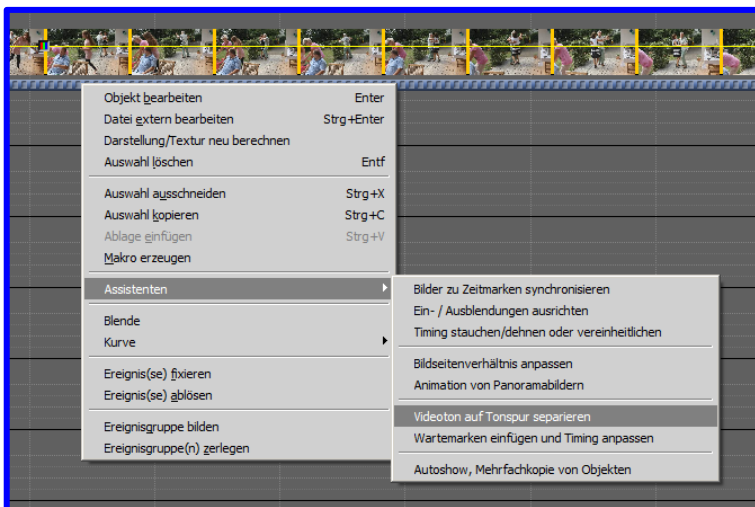 Objekt bearbeiten Enter
Datei extern bearbeiten Strg+Enter
Darstellung/Textur neu berechnen
Auswahl löschen Entf
Auswahl ausschneiden Strg+X
Auswahl kopieren Strg+C
Ablage einfügen Strg+V
Makro erzeugen
Assistenten
Blende
Kurve
Ereignis(se) fixieren
Ereignis(se) ablösen
Ereignisgruppe bilden
Ereignisgruppe(n) zerlegen
Bilder zu Zeitmarken synchronisieren
Ein- / Ausblendungen ausrichten
Timing stauchen/dehnen oder vereinheitlichen
Bildseitenverhältnis anpassen
Animation von Panoramabildern
Videoton auf Tonspur separieren
Wartemarken einfügen und Timing anpassen
Autoshow, Mehrfachkopie von Objekten